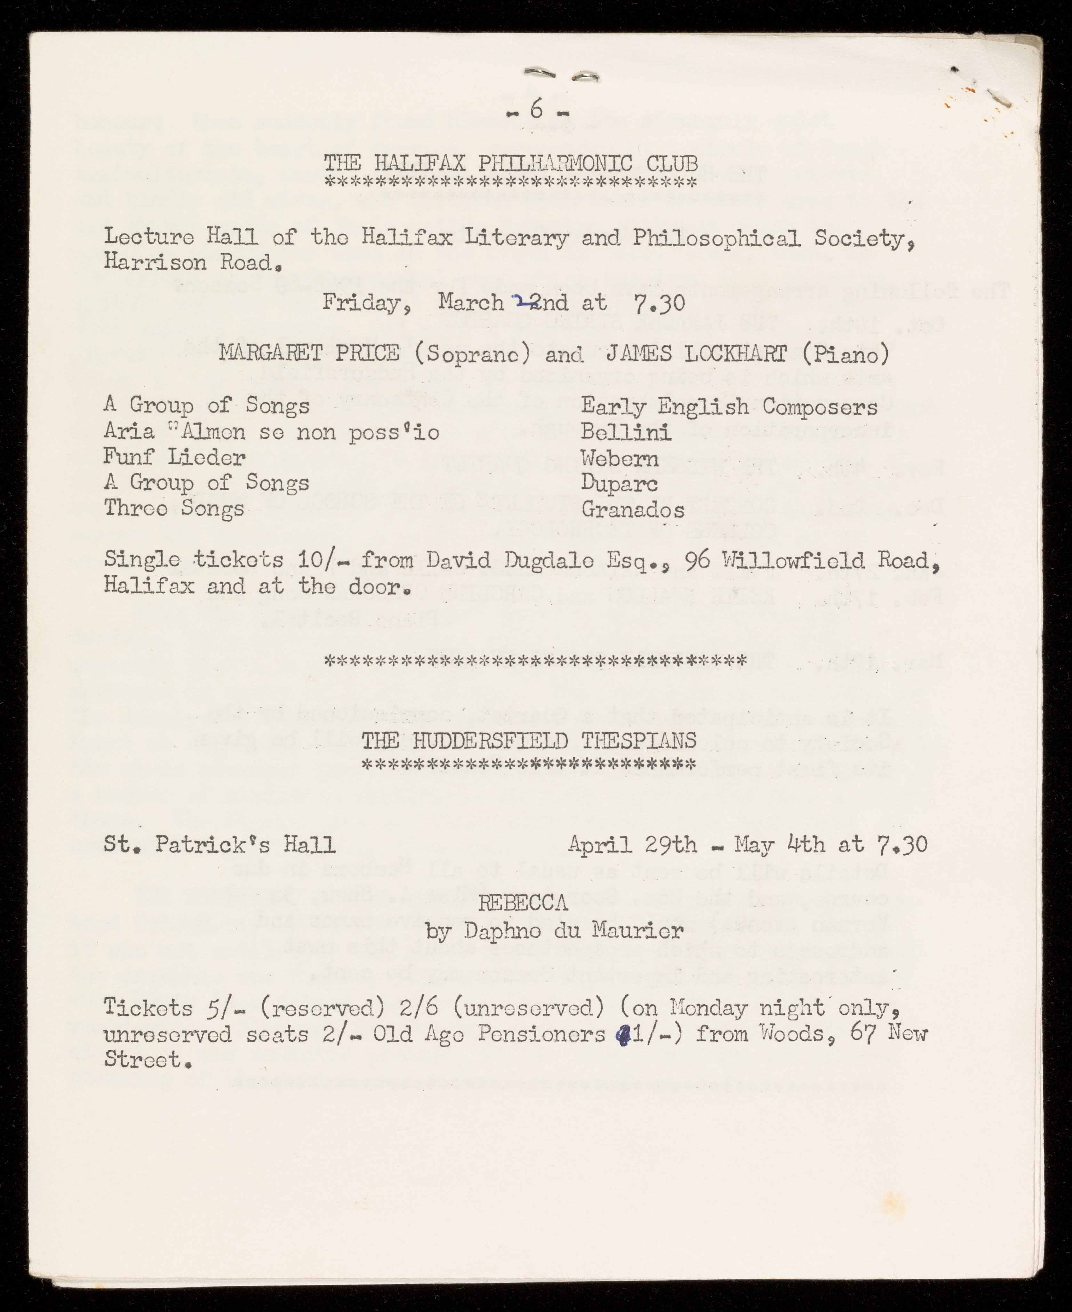 - 6 -
THE HALIFAX PHILHARMONIC CLUB
*****************************
Lecture Hall of the Halifax Literary and Philosophical Society,
Harrison Road.
Friday, March 22nd at 7.30
MARGARET PRICE (Soprano) and JAMES LOCKHART (Piano)
A Group of Songs Early English Composers
Aria "Almen se non poss'io Bellini
Funf Lieder Webern
A Group of Songs Duparc
Three Songs Granados
Single tickets 10/- from David Dugdale Esq., 96 Willowfield Road,
Halifax and at the door.
*********************************
THE HUDDERSFIELD THESPIANS
**************************
St. Patrick's Hall April 29th - May 4th at 7.30
REBECCA
by Daphne du Maurier
Tickets 5/- (reserved) 2/6 (unreserved) (on Monday night only,
unreserved seats 2/- Old Age Pensioners 1/-) from Woods, 67 New
Street.